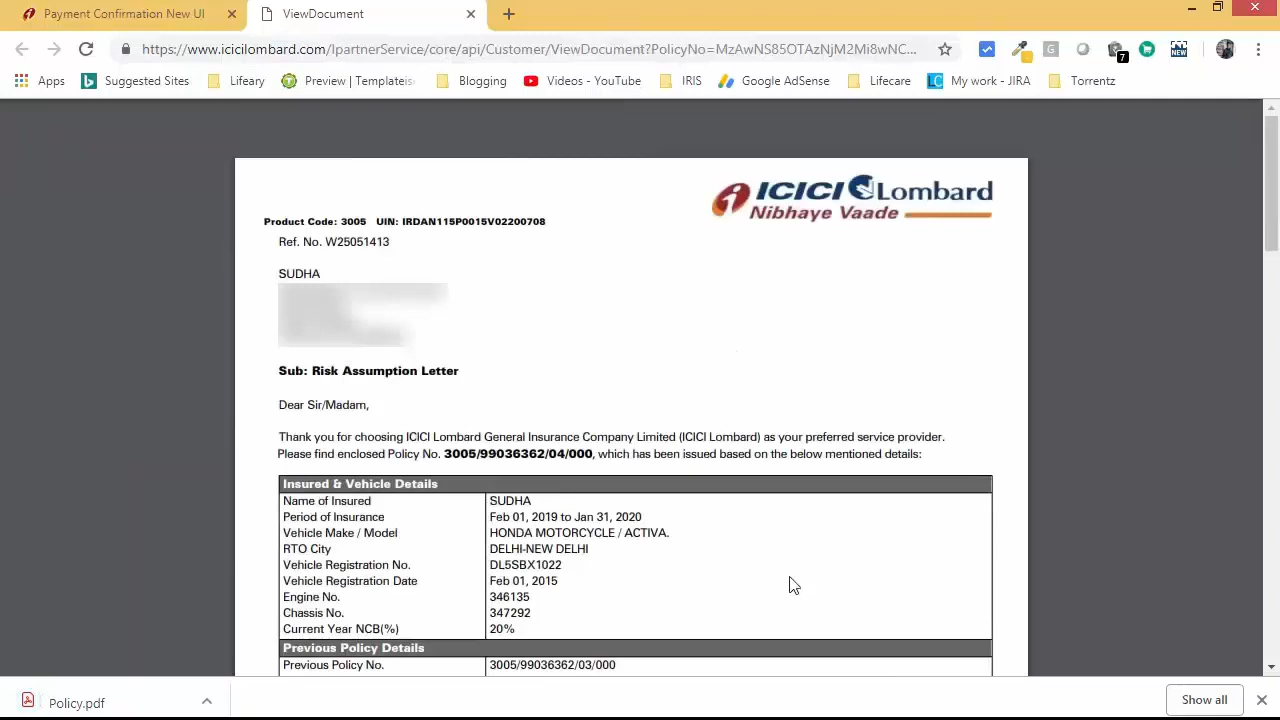 Payment Confirmation New UI
ViewDocument
https://www.icicilombard.com/IpartnerService/core/api/Customer/ViewDocument?PolicyNo=MzAwNS85OTAzNjM2Mi8wNC...
7
NEW
G
Apps
Suggested Sites
Lifeary
Preview | Templateis
Blogging
Videos - YouTube
IRIS
Google AdSense
Lifecare
LC My work - JIRA
Torrentz
ICICI Lombard
Nibhaye Vaade
Product Code: 3005 UIN: IRDAN115P0015V02200708
Ref. No. W25051413
SUDHA
Sub: Risk Assumption Letter
Dear Sir/Madam,
Thank you for choosing ICICI Lombard General Insurance Company Limited (ICICI Lombard) as your preferred service provider.
Please find enclosed Policy No. 3005/99036362/04/000, which has been issued based on the below mentioned details:
Insured & Vehicle Details
Name of Insured SUDHA
Period of Insurance Feb 01, 2019 to Jan 31, 2020
Vehicle Make / Model HONDA MOTORCYCLE / ACTIVA.
RTO City DELHI-NEW DELHI
Vehicle Registration No. DL5SBX1022
Vehicle Registration Date Feb 01, 2015
Engine No. 346135
Chassis No. 347292
Current Year NCB(%) 20%
Previous Policy Details
Previous Policy No. 3005/99036362/03/000
Policy.pdf
Show all